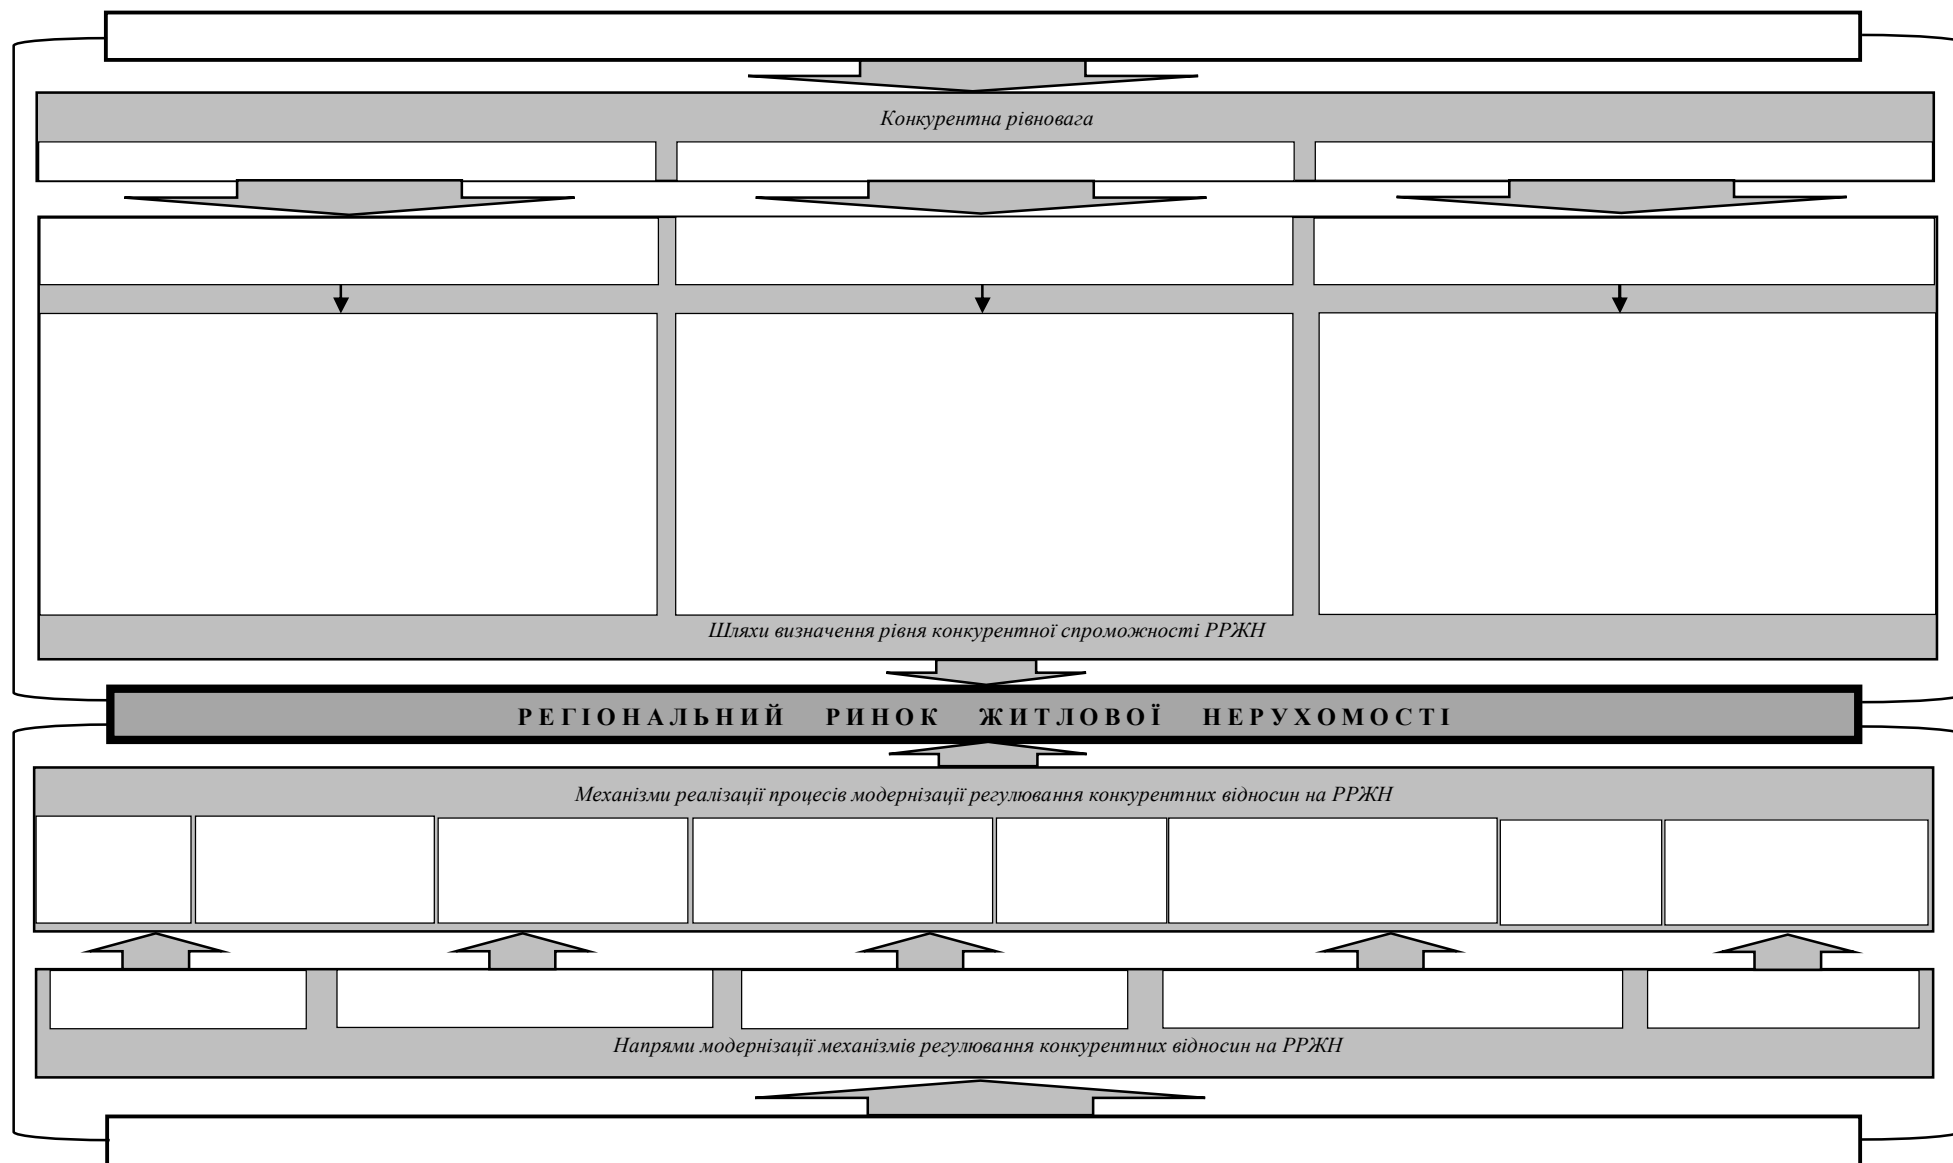 Конкурентна рівновага
Шляхи визначення рівня конкурентної спроможності РРЖН
РЕГІОНАЛЬНИЙ РИНОК ЖИТЛОВОЇ НЕРУХОМОСТІ
Механізми реалізації процесів модернізації регулювання конкурентних відносин на РРЖН
Напрями модернізації механізмів регулювання конкурентних відносин на РРЖН